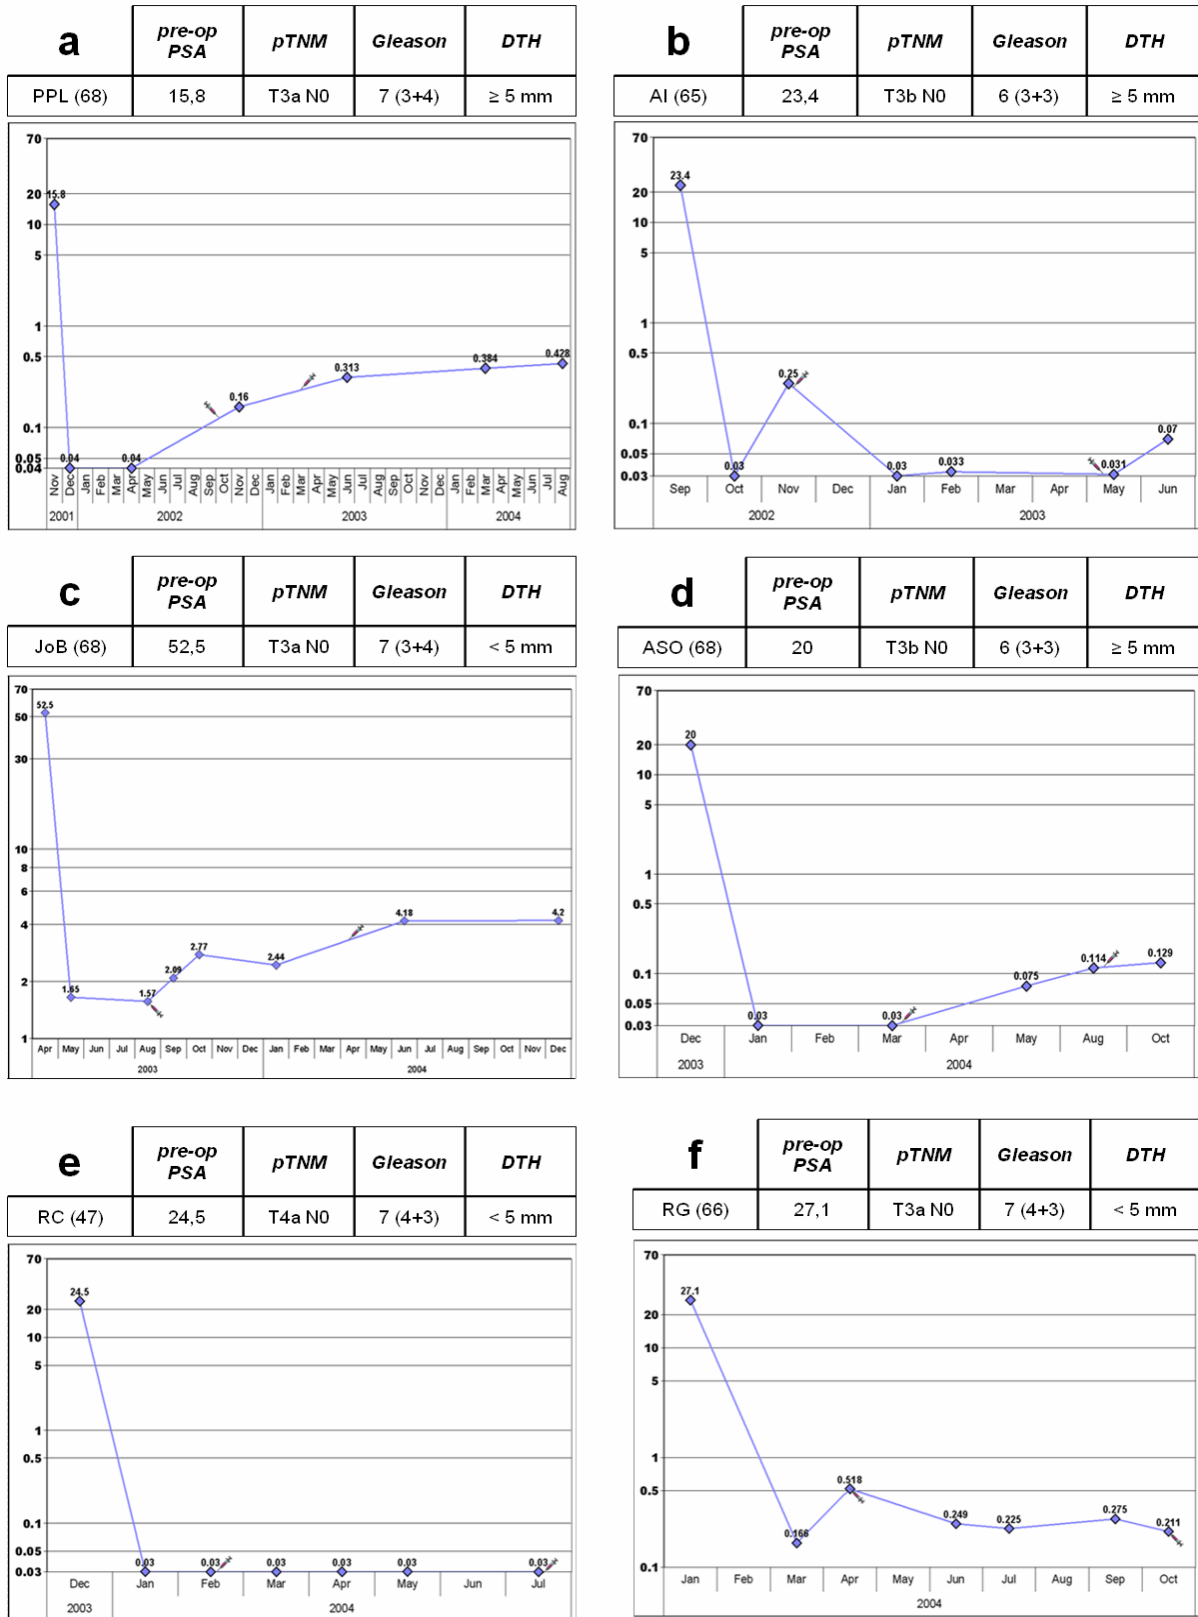 a
pre-op PSA
pTNM
Gleason
DTH
PPL (68)
15,8
T3a N0
7 (3+4)
≥ 5 mm
70
20
10
5
1
0.5
0.1
0.05
0.04
15.8
0.04
0.04
0.16
0.313
0.384
0.428
Nov Dec Jan Feb Mar Apr May Jun Jul Aug Sep Oct Nov Dec Jan Feb Mar Apr May Jun Jul Aug Sep Oct Nov Dec Jan Feb Mar Apr May Jun Jul Aug
2001 2002 2003 2004
b
pre-op PSA
pTNM
Gleason
DTH
AI (65)
23,4
T3b N0
6 (3+3)
≥ 5 mm
70
20
10
5
1
0.5
0.1
0.05
0.03
23.4
0.03
0.25
0.03
0.033
0.031
0.07
Sep Oct Nov Dec Jan Feb Mar Apr May Jun
2002 2003
c
pre-op PSA
pTNM
Gleason
DTH
JoB (68)
52,5
T3a N0
7 (3+4)
< 5 mm
70
50
30
10
8
6
4
2
1
52.5
1.65
1.57
2.09
2.77
2.44
4.18
4.2
Apr May Jun Jul Aug Sep Oct Nov Dec Jan Feb Mar Apr May Jun Jul Aug Sep Oct Nov Dec
2003 2004
d
pre-op PSA
pTNM
Gleason
DTH
ASO (68)
20
T3b N0
6 (3+3)
≥ 5 mm
70
20
10
5
1
0.5
0.1
0.05
0.03
20
0.03
0.03
0.075
0.114
0.129
Dec Jan Feb Mar Apr May Aug Oct
2003 2004
e
pre-op PSA
pTNM
Gleason
DTH
RC (47)
24,5
T4a N0
7 (4+3)
< 5 mm
70
20
10
5
1
0.5
0.1
0.05
0.03
24.5
0.03
0.03
0.03
0.03
0.03
0.03
Dec Jan Feb Mar Apr May Jun Jul
2003 2004
f
pre-op PSA
pTNM
Gleason
DTH
RG (66)
27,1
T3a N0
7 (4+3)
< 5 mm
70
20
10
5
1
0.5
0.1
27.1
0.166
0.518
0.249
0.225
0.275
0.211
Jan Feb Mar Apr Jun Jul Aug Sep Oct
2004